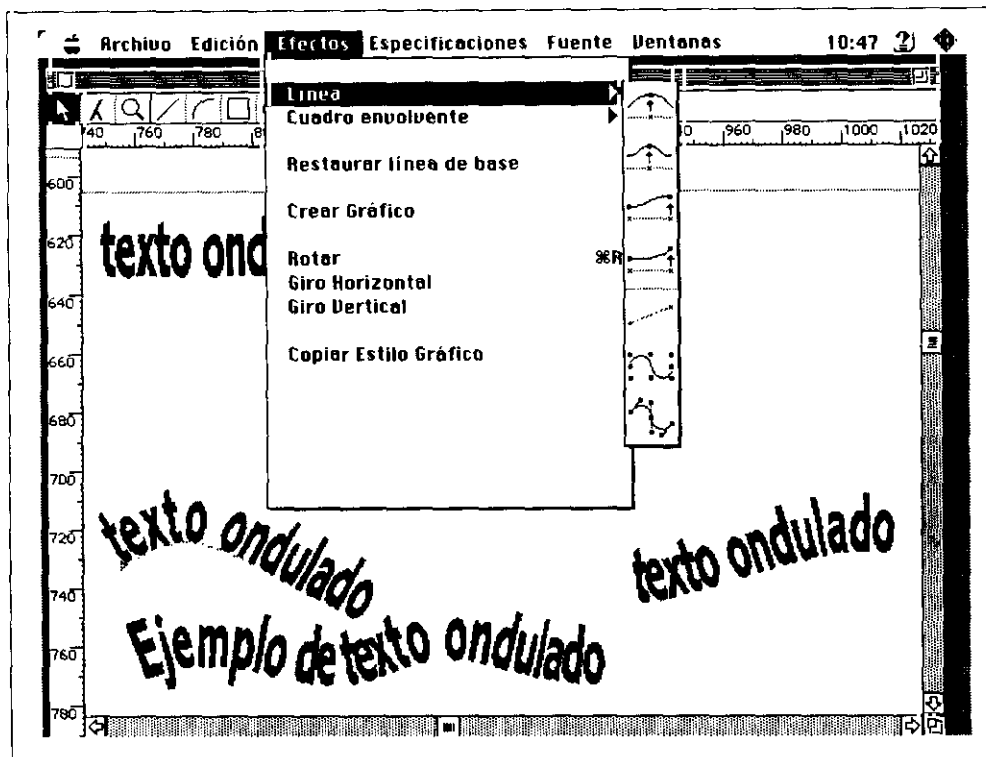 Archivo Edición Efectos Especificaciones Fuente Ventanas 10:47
Línea
Cuadro envolvente
Restaurar línea de base
Crear Gráfico
Rotar ⌘R
Giro Horizontal
Giro Vertical
Copiar Estilo Gráfico
740 760 780 960 980 1000 1020
600
620
640
660
680
700
720
740
760
780
texto ond
texto ondulado
texto ondulado
Ejemplo de texto ondulado